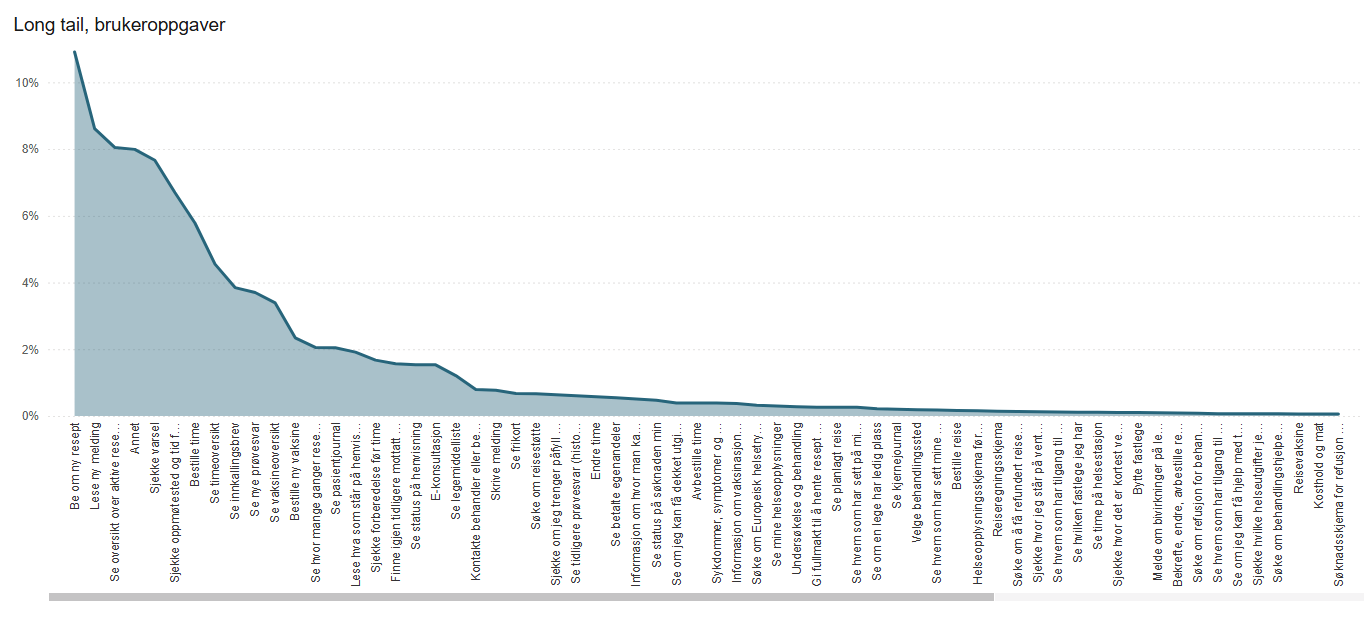 Long tail, brukeroppgaver
10%
8%
6%
4%
2%
0%
Be om ny resept
Lese ny melding
Se oversikt over aktive rese...
Annet
Sjekke varsel
Sjekke oppmøtested og tid f...
Bestille time
Se timeoversikt
Se innkallingsbrev
Se nye prøvesvar
Se vaksineoversikt
Bestille ny vaksine
Se hvor mange ganger rese...
Se pasientjournal
Lese hva som står på henvis...
Sjekke forberedelse før time
Finne igjen tidligere mottatt ...
Se status på henvisning
E-konsultasjon
Se legemiddelliste
Kontakte behandler eller be...
Skrive melding
Se frikort
Søke om reisestøtte
Sjekke om jeg trenger påfyll ...
Se tidligere prøvesvar (histo...
Endre time
Se betalte egenandeler
Informasjon om hvor man ka...
Se status på søknaden min
Se om jeg kan få dekket utgi...
Avbestille time
Sykdommer, symptomer og ...
Informasjon om vaksinasjon...
Søke om Europeisk helsetry...
Se mine helseopplysninger
Undersøkelse og behandling
Gi fullmakt til å hente resept ...
Se planlagt reise
Se hvem som har sett på mi...
Se om en lege har ledig plass
Se kjernejournal
Velge behandlingssted
Se hvem som har sett mine ...
Bestille reise
Helseopplysningsskjema før...
Reiseregningsskjema
Søke om å få refundert reise...
Sjekke hvor jeg står på vent...
Se hvem som har tilgang til ...
Se hvilken fastlege jeg har
Se time på helsestasjon
Sjekke hvor det er kortest ve...
Bytte fastlege
Melde om bivirkninger på le...
Bekrefte, endre, avbestille re...
Søke om refusjon for behan...
Se hvem som har tilgang til ...
Se om jeg kan få hjelp med t...
Sjekke hvilke helseutgifter je...
Søke om behandlingshjelpe...
Reisevaksine
Kosthold og mat
Søknadsskjema for refusjon ...